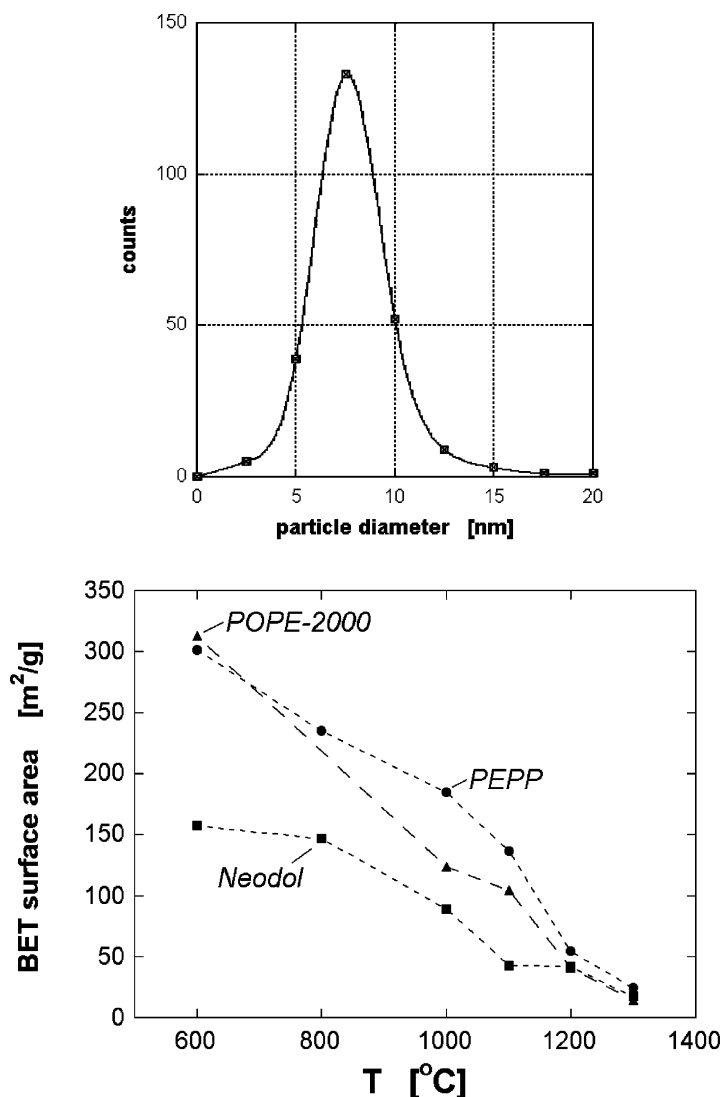 150
100
50
0
counts
0 5 10 15 20
particle diameter [nm]
350
300
250
200
150
100
50
0
BET surface area [m²/g]
POPE-2000
PEPP
Neodol
600 800 1000 1200 1400
T [°C]